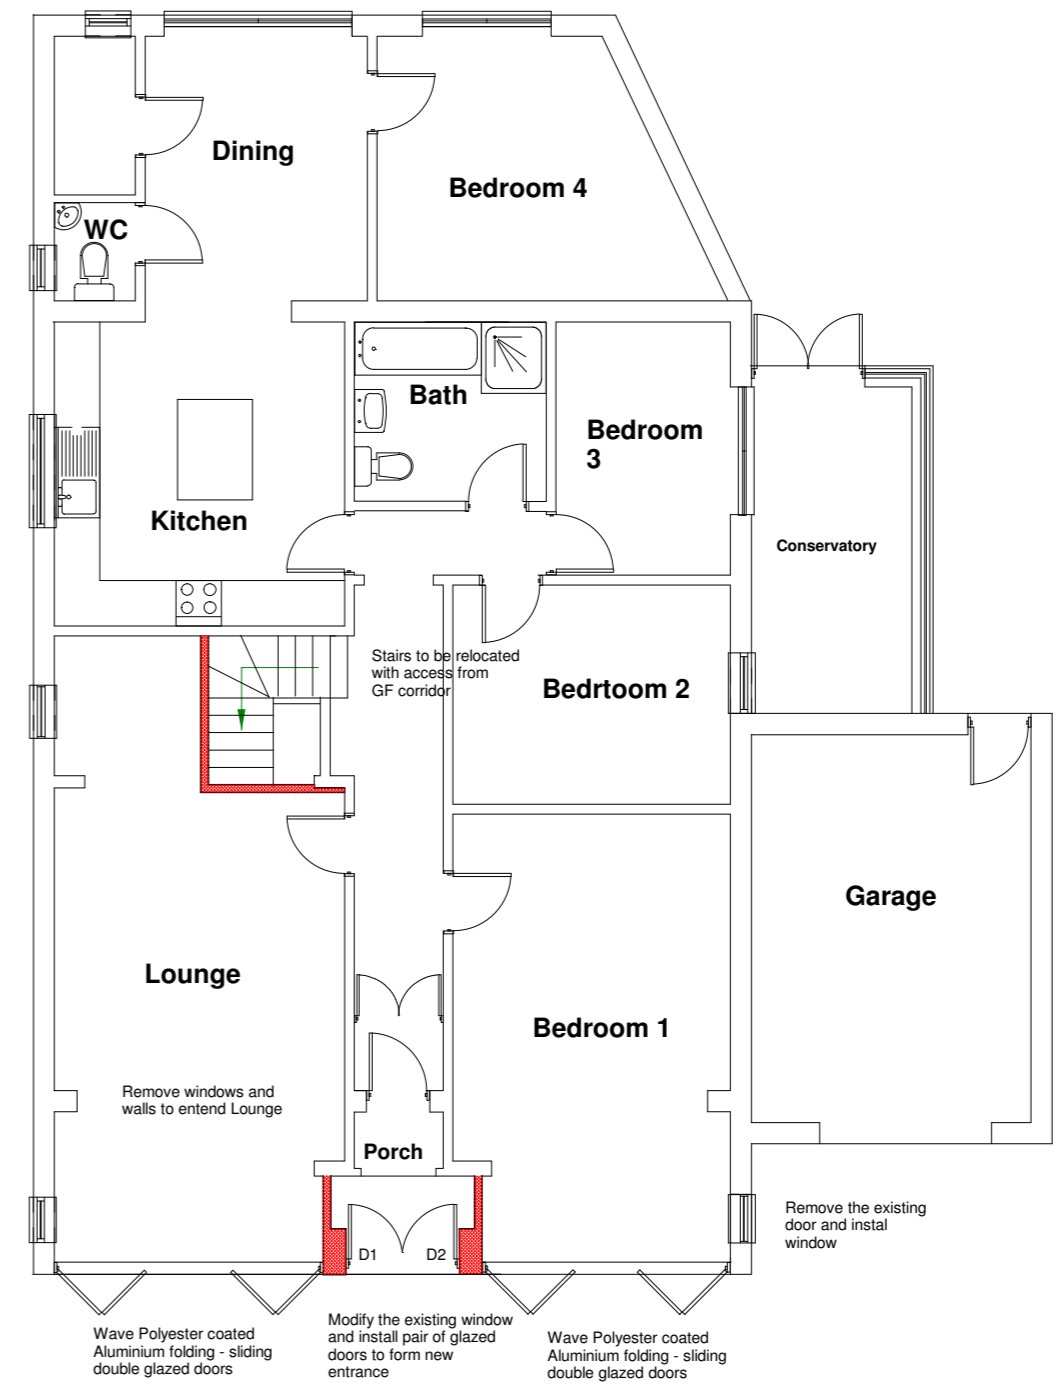 Dining
Bedroom 4
WC
Bath
Bedroom
3
Kitchen
Conservatory
Stairs to be relocated
with access from
GF corridor
Bedrtoom 2
Garage
Lounge
Bedroom 1
Remove windows and
walls to entend Lounge
Porch
Remove the existing
door and instal
window
D1
D2
Wave Polyester coated
Aluminium folding - sliding
double glazed doors
Modify the existing window
and install pair of glazed
doors to form new
entrance
Wave Polyester coated
Aluminium folding - sliding
double glazed doors